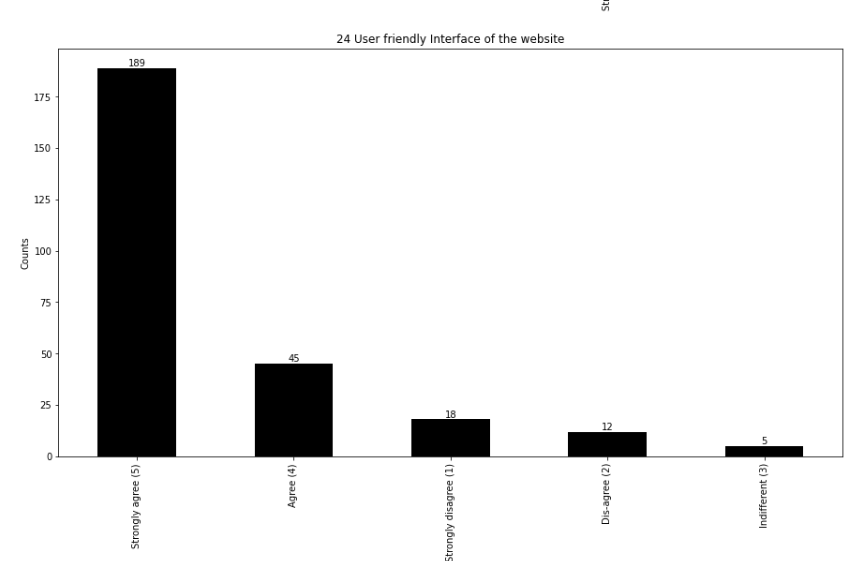 Str
24 User friendly Interface of the website
189
45
18
12
5
175
150
125
100
75
50
25
0
Counts
Strongly agree (5)
Agree (4)
Strongly disagree (1)
Dis-agree (2)
Indifferent (3)